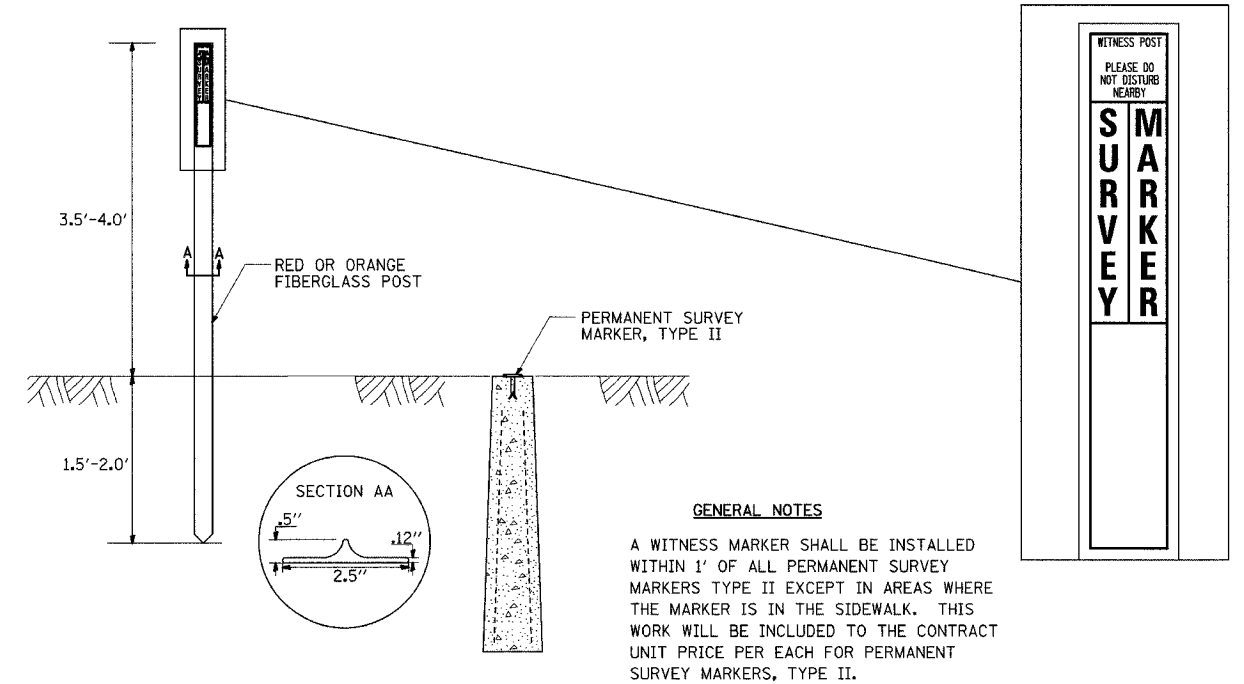 WITNESS POST
PLEASE DO
NOT DISTURB
NEARBY
SURVEY
MARKER
3.5'-4.0'
A A
RED OR ORANGE
FIBERGLASS POST
PERMANENT SURVEY
MARKER, TYPE II
1.5'-2.0'
SECTION AA
.5"
.12"
2.5"
GENERAL NOTES
A WITNESS MARKER SHALL BE INSTALLED
WITHIN 1' OF ALL PERMANENT SURVEY
MARKERS TYPE II EXCEPT IN AREAS WHERE
THE MARKER IS IN THE SIDEWALK. THIS
WORK WILL BE INCLUDED TO THE CONTRACT
UNIT PRICE PER EACH FOR PERMANENT
SURVEY MARKERS, TYPE II.